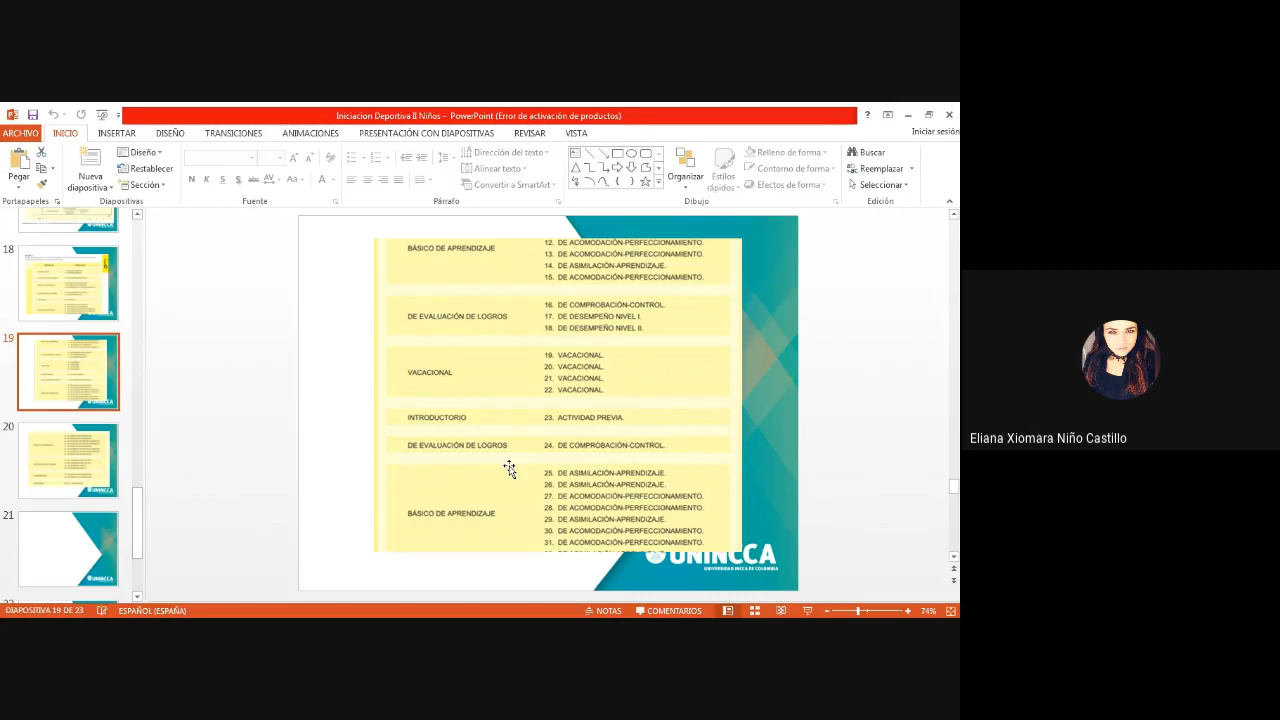 Iniciacion Deportiva II Niños - PowerPoint (Error de activación de productos)
ARCHIVO INICIO INSERTAR DISEÑO TRANSICIONES ANIMACIONES PRESENTACIÓN CON DIAPOSITIVAS REVISAR VISTA Iniciar sesión
Pegar
Nueva
diapositiva
Diseño
Restablecer
Sección
N K S S abc AV Aa A
Dirección del texto
Alinear texto
Convertir a SmartArt
Organizar
Estilos
rápidos
Relleno de forma
Contorno de forma
Efectos de forma
Buscar
Reemplazar
Seleccionar
Portapapeles Diapositivas Fuente Párrafo Dibujo Edición
18
19
20
21
BÁSICO DE APRENDIZAJE
12. DE ACOMODACIÓN-PERFECCIONAMIENTO.
13. DE ACOMODACIÓN-PERFECCIONAMIENTO.
14. DE ASIMILACIÓN-APRENDIZAJE.
15. DE ACOMODACIÓN-PERFECCIONAMIENTO.
DE EVALUACIÓN DE LOGROS
16. DE COMPROBACIÓN-CONTROL.
17. DE DESEMPEÑO NIVEL I.
18. DE DESEMPEÑO NIVEL II.
VACACIONAL
19. VACACIONAL.
20. VACACIONAL.
21. VACACIONAL.
22. VACACIONAL.
INTRODUCTORIO 23. ACTIVIDAD PREVIA.
DE EVALUACIÓN DE LOGROS 24. DE COMPROBACIÓN-CONTROL.
BÁSICO DE APRENDIZAJE
25. DE ASIMILACIÓN-APRENDIZAJE.
26. DE ASIMILACIÓN-APRENDIZAJE.
27. DE ACOMODACIÓN-PERFECCIONAMIENTO.
28. DE ACOMODACIÓN-PERFECCIONAMIENTO.
29. DE ASIMILACIÓN-APRENDIZAJE.
30. DE ACOMODACIÓN-PERFECCIONAMIENTO.
31. DE ACOMODACIÓN-PERFECCIONAMIENTO.
UNINCCA
UNIVERSIDAD INCCA DE COLOMBIA
Eliana Xiomara Niño Castillo
DIAPOSITIVA 19 DE 23 ESPAÑOL (ESPAÑA) NOTAS COMENTARIOS 74%